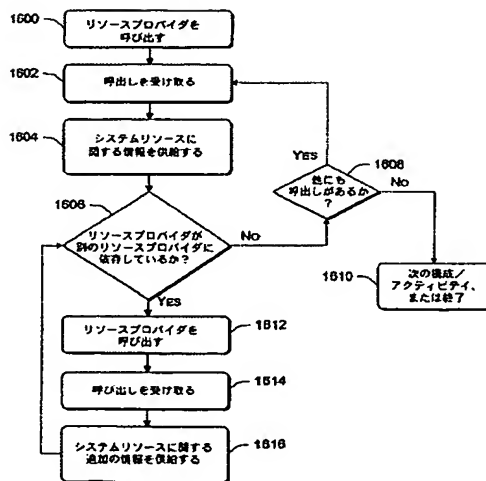 1600
リソースプロバイダを
呼び出す
1602
呼出しを受け取る
1604
システムリソースに
関する情報を供給する
1606
リソースプロバイダが
別のリソースプロバイダに
依存しているか?
No
YES
1608
他にも
呼出しがあるか
?
YES
No
1610
次の構成/
アクティビティ、
または終了
1612
リソースプロバイダを
呼び出す
1614
呼び出しを受け取る
1616
システムリソースに関する
追加の情報を供給する